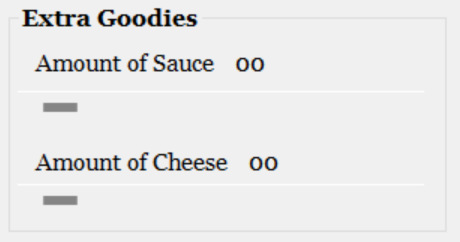 Extra Goodies
Amount of Sauce 00
Amount of Cheese 00